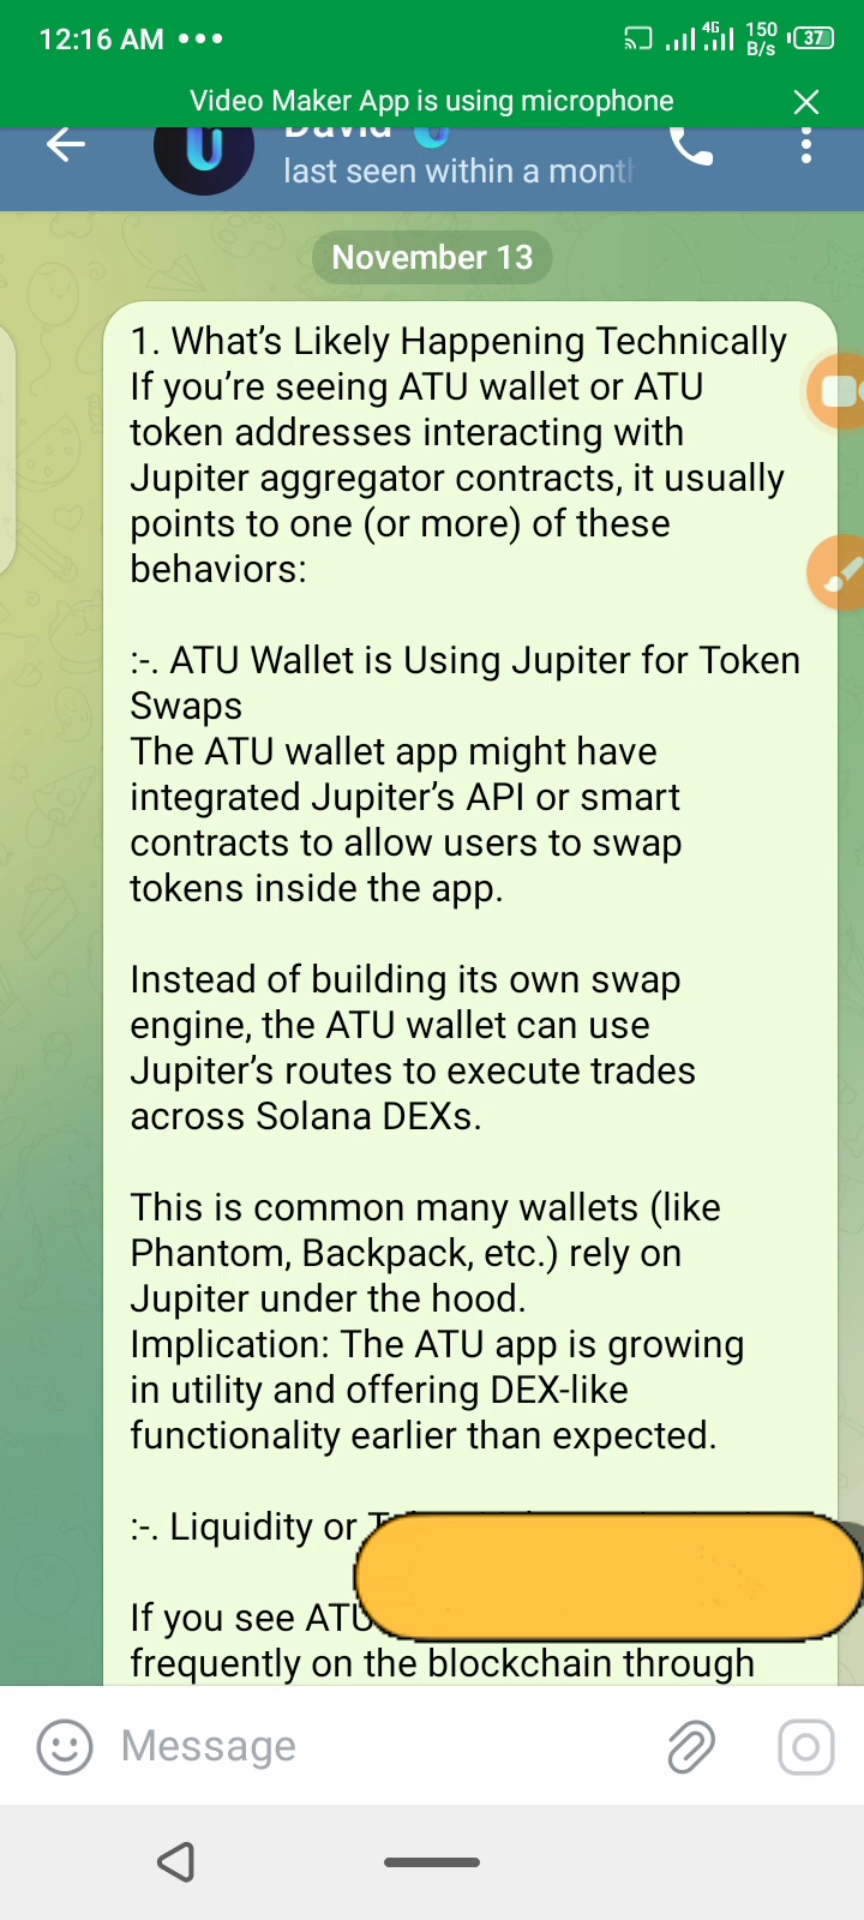 12:16 AM
4G 150 B/s 37
Video Maker App is using microphone
David
last seen within a month
November 13
1. What’s Likely Happening Technically
If you’re seeing ATU wallet or ATU
token addresses interacting with
Jupiter aggregator contracts, it usually
points to one (or more) of these
behaviors:
:-. ATU Wallet is Using Jupiter for Token
Swaps
The ATU wallet app might have
integrated Jupiter’s API or smart
contracts to allow users to swap
tokens inside the app.
Instead of building its own swap
engine, the ATU wallet can use
Jupiter’s routes to execute trades
across Solana DEXs.
This is common many wallets (like
Phantom, Backpack, etc.) rely on
Jupiter under the hood.
Implication: The ATU app is growing
in utility and offering DEX-like
functionality earlier than expected.
:-. Liquidity or
If you see ATU
frequently on the blockchain through
Message